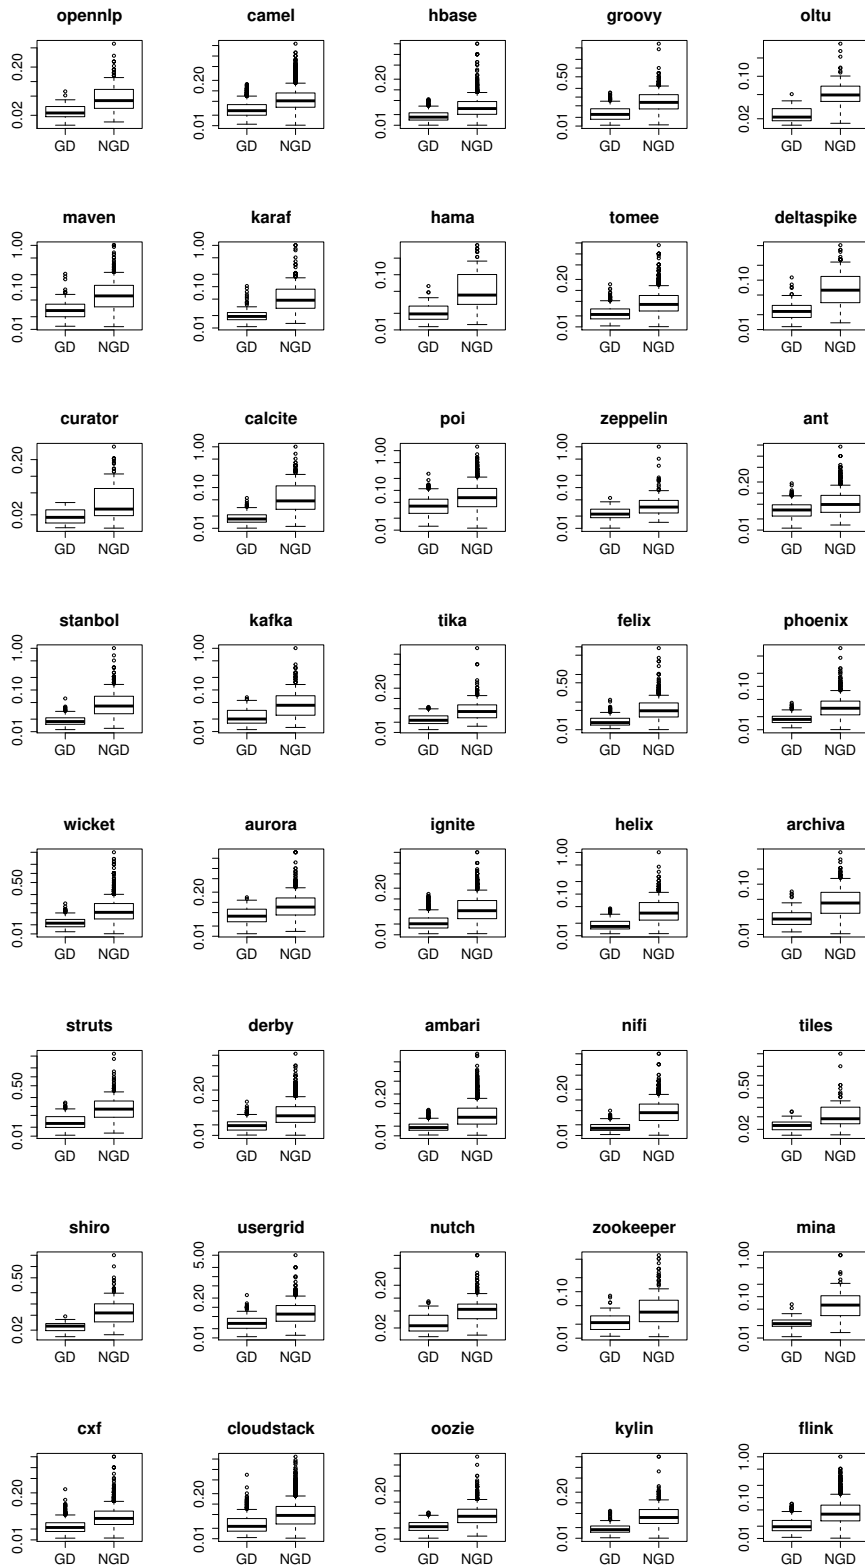 opennlp camel hbase groovy oltu
0.02 0.20 0.01 0.20 0.01 0.20 0.01 0.50 0.02 0.10
GD NGD GD NGD GD NGD GD NGD GD NGD
maven karaf hama tomee deltaspike
0.01 0.10 1.00 0.01 0.10 1.00 0.01 0.10 0.01 0.20 0.01 0.10
GD NGD GD NGD GD NGD GD NGD GD NGD
curator calcite poi zeppelin ant
0.02 0.20 0.01 0.10 1.00 0.01 0.10 1.00 0.01 0.10 1.00 0.01 0.20
GD NGD GD NGD GD NGD GD NGD GD NGD
stanbol kafka tika felix phoenix
0.01 0.10 1.00 0.01 0.10 1.00 0.01 0.20 0.01 0.50 0.01 0.10
GD NGD GD NGD GD NGD GD NGD GD NGD
wicket aurora ignite helix archiva
0.01 0.50 0.01 0.20 0.01 0.20 0.01 0.10 1.00 0.01 0.10
GD NGD GD NGD GD NGD GD NGD GD NGD
struts derby ambari nifi tiles
0.01 0.50 0.01 0.20 0.01 0.20 0.01 0.20 0.02 0.50
GD NGD GD NGD GD NGD GD NGD GD NGD
shiro usergrid nutch zookeeper mina
0.02 0.50 0.01 0.20 5.00 0.02 0.20 0.01 0.10 0.01 0.10 1.00
GD NGD GD NGD GD NGD GD NGD GD NGD
cxf cloudstack oozie kylin flink
0.01 0.20 0.01 0.20 0.01 0.20 0.01 0.20 0.01 0.10 1.00
GD NGD GD NGD GD NGD GD NGD GD NGD